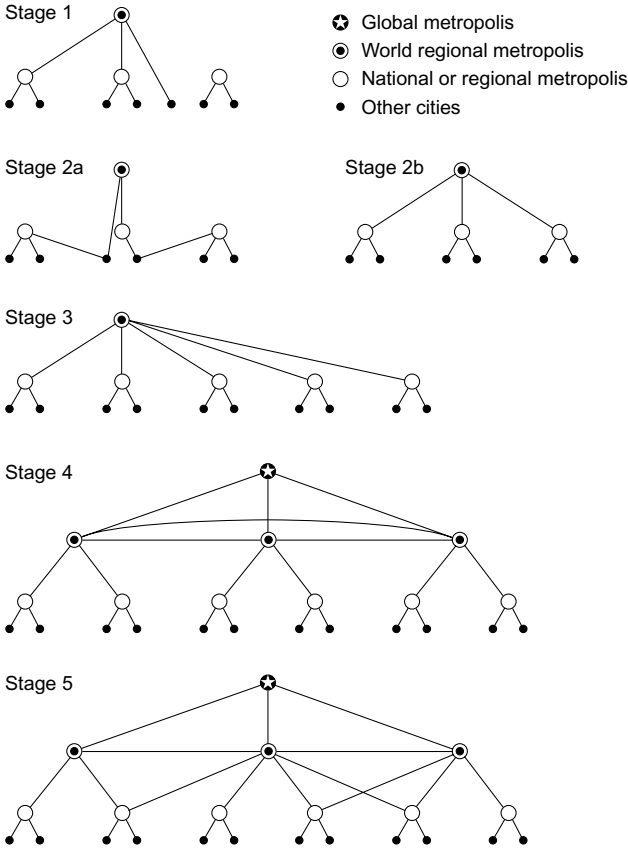 Stage 1
Global metropolis
World regional metropolis
National or regional metropolis
Other cities
Stage 2a
Stage 2b
Stage 3
Stage 4
Stage 5